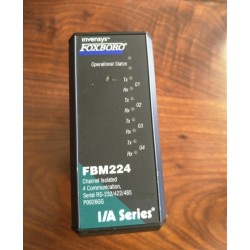 invensys
FOXBORO
Operational Status
Tx
01
Rx
Tx
02
Rx
Tx
03
Rx
Tx
04
Rx
FBM224
Channel Isolated
4 Communication,
Serial RS-232/422/485
P0926GG
I/A Series®